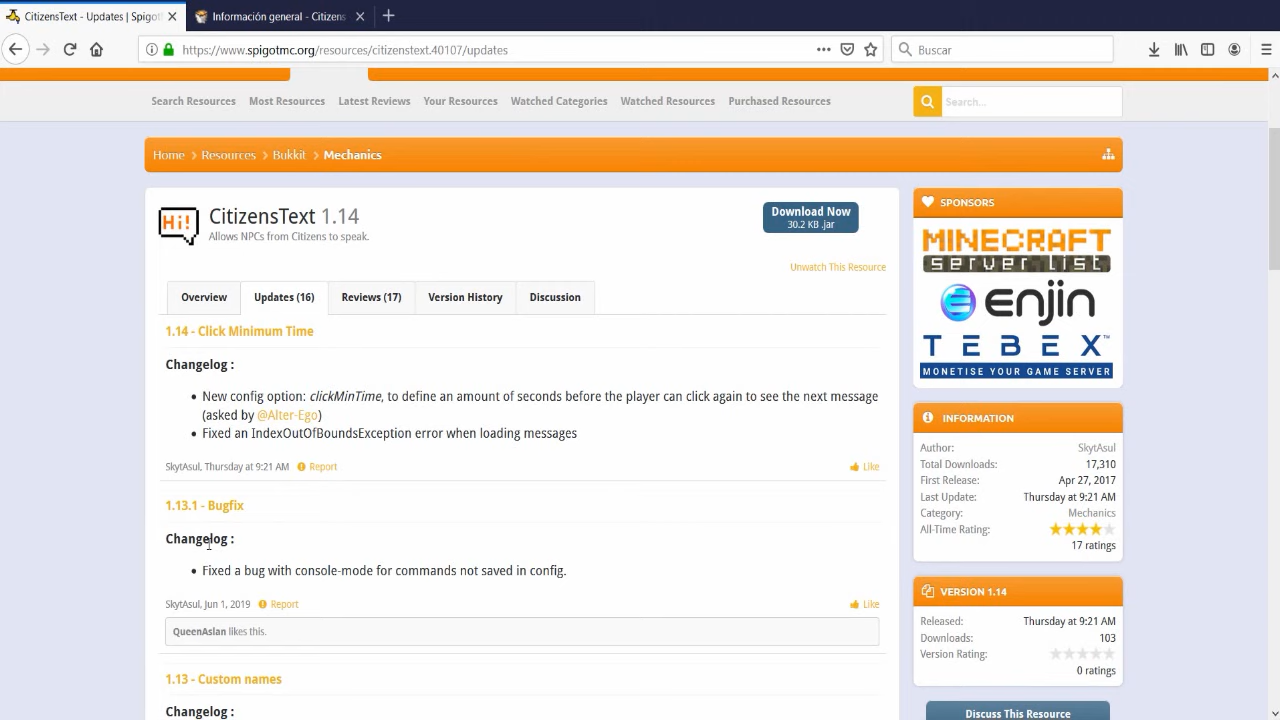 CitizensText - Updates | Spigot
Información general - Citizens
https://www.spigotmc.org/resources/citizenstext.40107/updates
Buscar
Search Resources Most Resources Latest Reviews Your Resources Watched Categories Watched Resources Purchased Resources
Search...
Home Resources Bukkit Mechanics
Hi!
CitizensText 1.14
Allows NPCs from Citizens to speak.
Download Now
30.2 KB .jar
Unwatch This Resource
Overview Updates (16) Reviews (17) Version History Discussion
1.14 - Click Minimum Time
Changelog :
• New config option: clickMinTime, to define an amount of seconds before the player can click again to see the next message
(asked by @Alter-Ego)
• Fixed an IndexOutOfBoundsException error when loading messages
SkytAsul, Thursday at 9:21 AM Report Like
1.13.1 - Bugfix
Changelog :
• Fixed a bug with console-mode for commands not saved in config.
SkytAsul, Jun 1, 2019 Report Like
QueenAsian likes this.
1.13 - Custom names
Changelog :
SPONSORS
MINECRAFT
server list
enjin
TEBEX™
MONETISE YOUR GAME SERVER
INFORMATION
Author: SkytAsul
Total Downloads: 17,310
First Release: Apr 27, 2017
Last Update: Thursday at 9:21 AM
Category: Mechanics
All-Time Rating:
17 ratings
VERSION 1.14
Released: Thursday at 9:21 AM
Downloads: 103
Version Rating:
0 ratings
Discuss This Resource